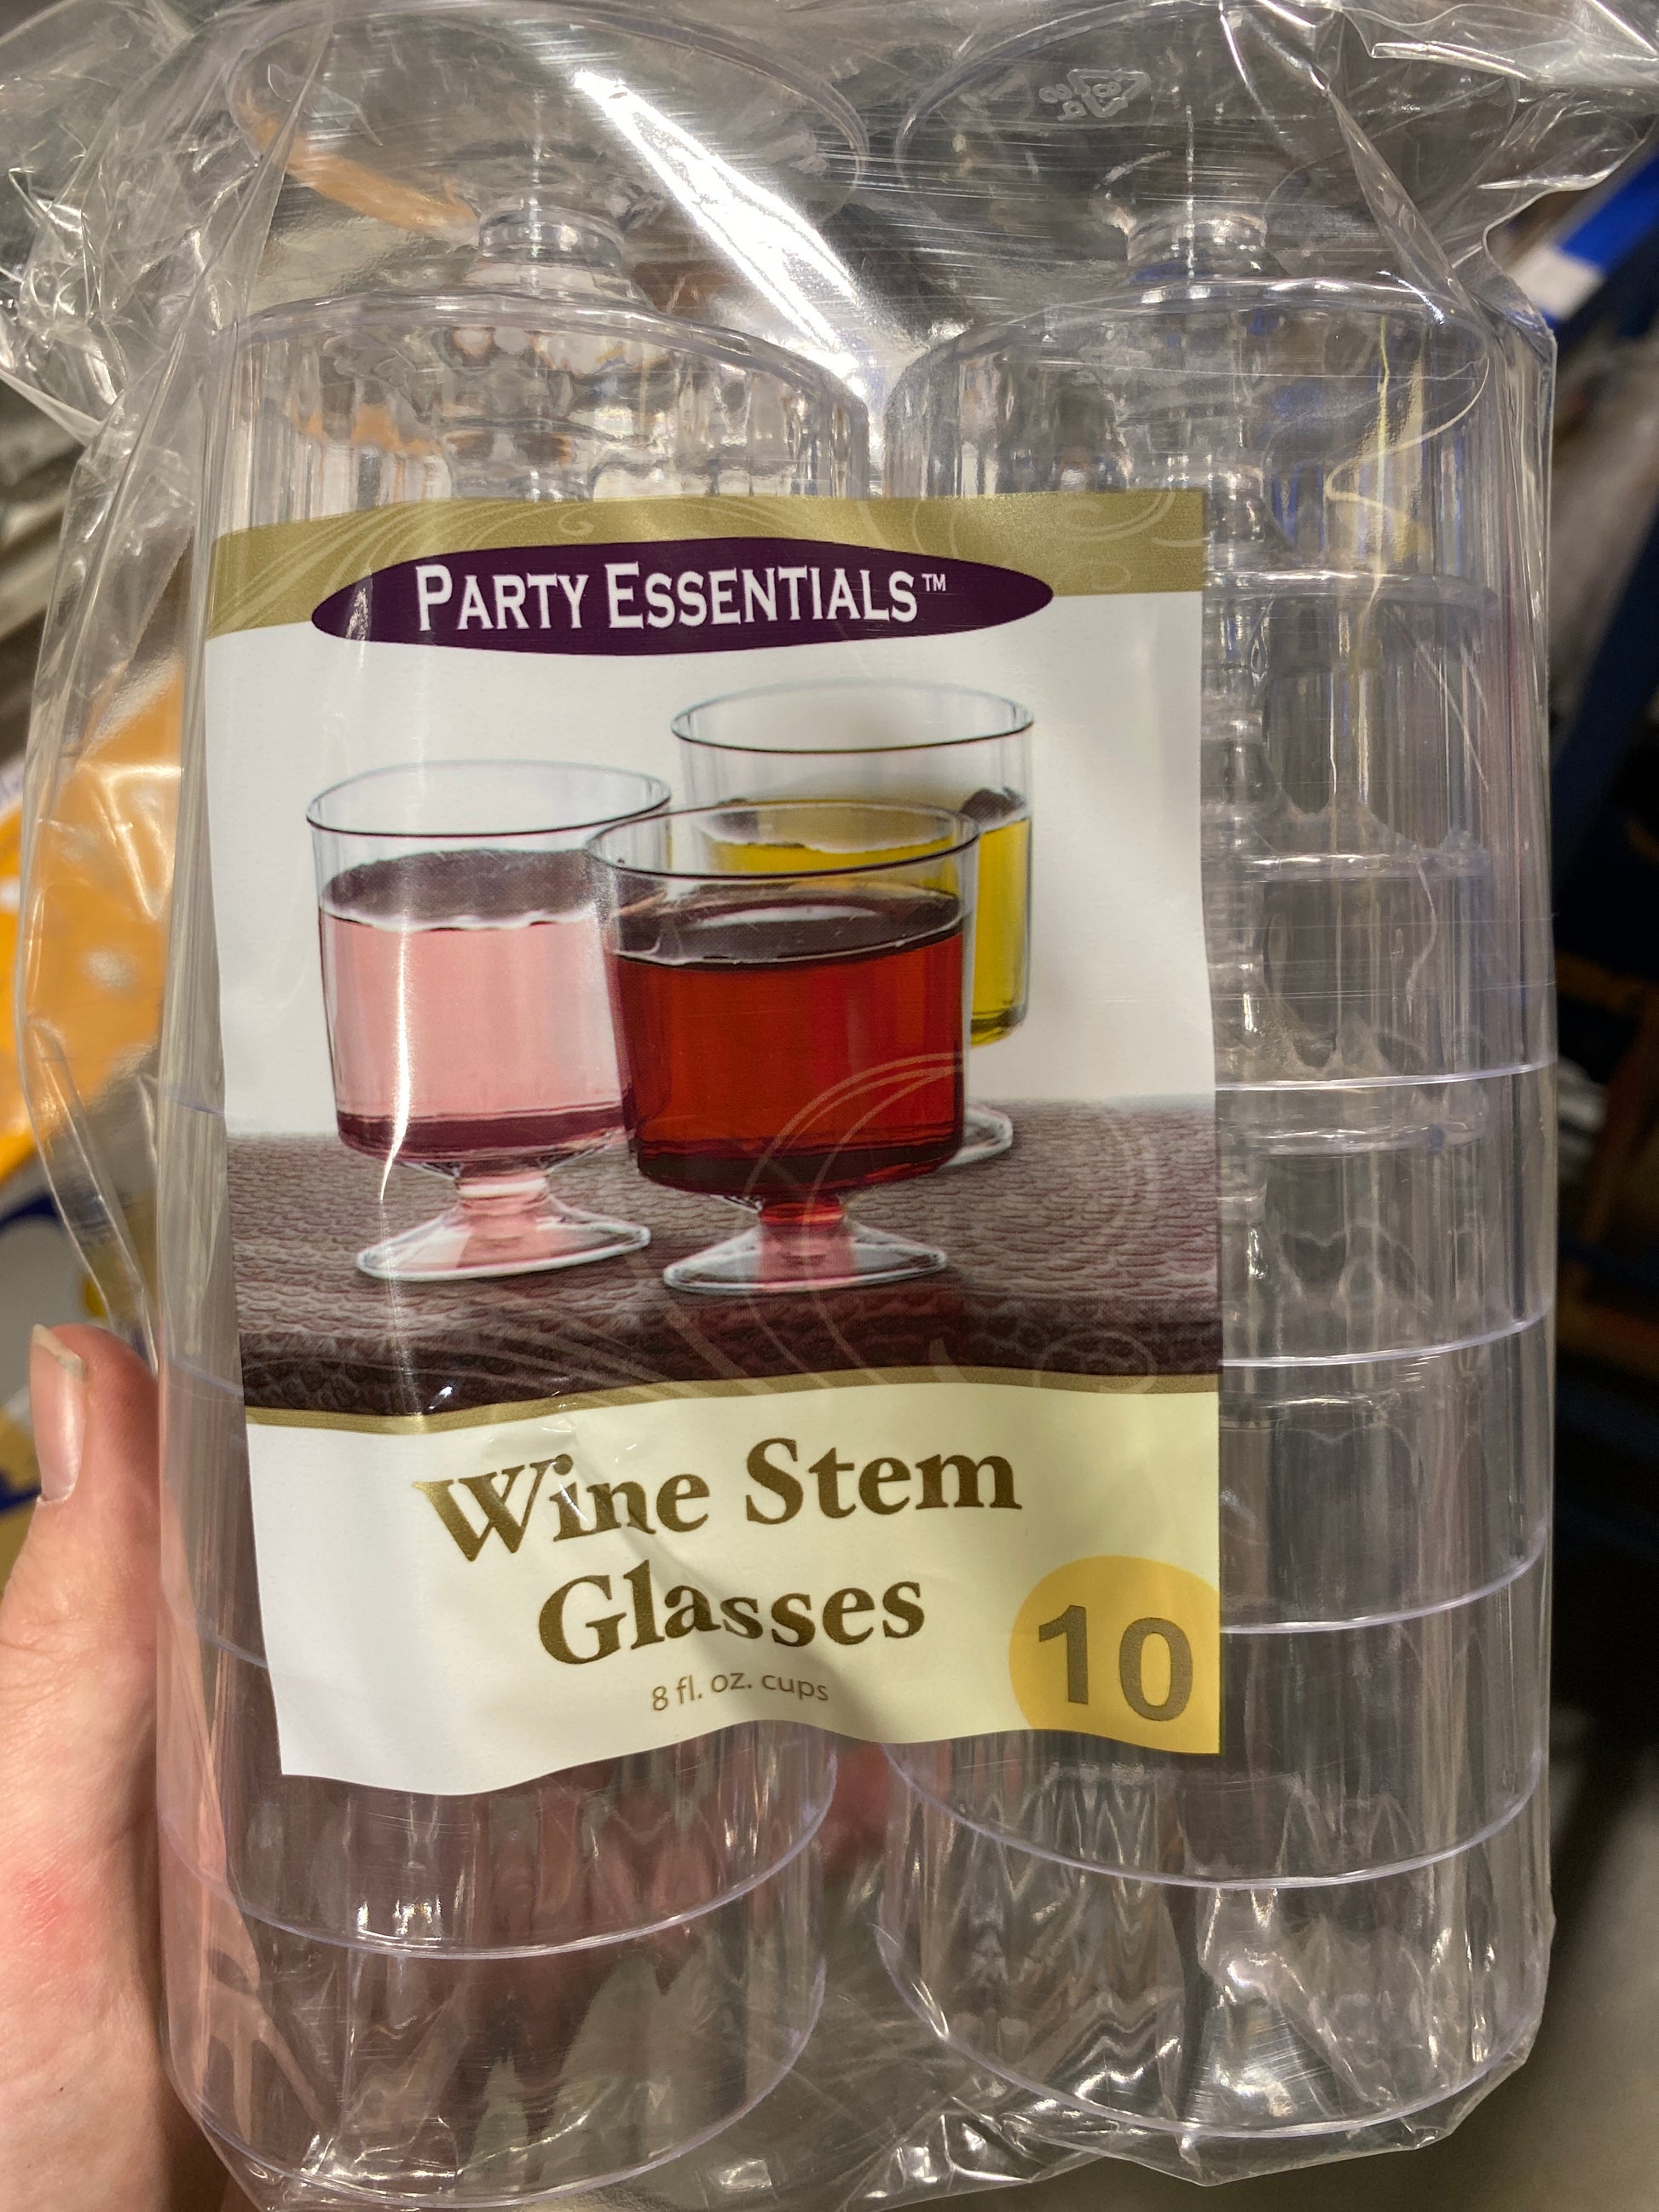 PARTY ESSENTIALS™
Wine Stem
Glasses
8 fl. oz. cups
10